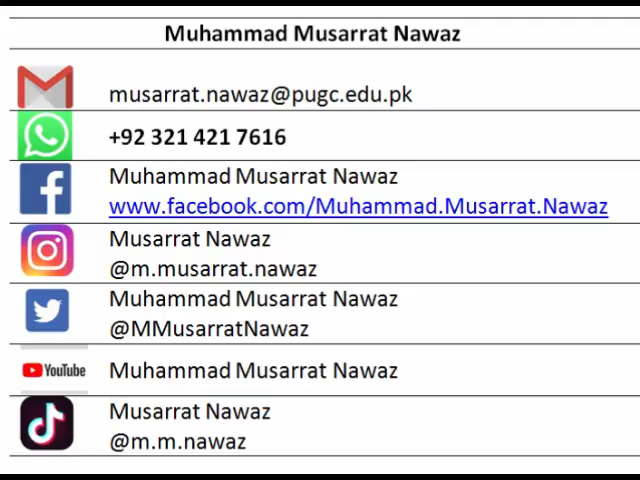 Muhammad Musarrat Nawaz
musarrat.nawaz@pugc.edu.pk
+92 321 421 7616
Muhammad Musarrat Nawaz
www.facebook.com/Muhammad.Musarrat.Nawaz
Musarrat Nawaz
@m.musarrat.nawaz
Muhammad Musarrat Nawaz
@MMusarratNawaz
YouTube
Muhammad Musarrat Nawaz
Musarrat Nawaz
@m.m.nawaz